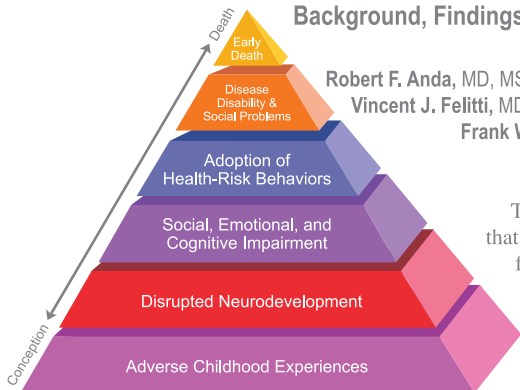 Background, Findings
Robert F. Anda, MD, MS
Vincent J. Felitti, MD
Frank W
T
that
f
Death
Early
Death
Disease
Disability &
Social Problems
Adoption of
Health-Risk Behaviors
Social, Emotional, and
Cognitive Impairment
Disrupted Neurodevelopment
Adverse Childhood Experiences
Conception